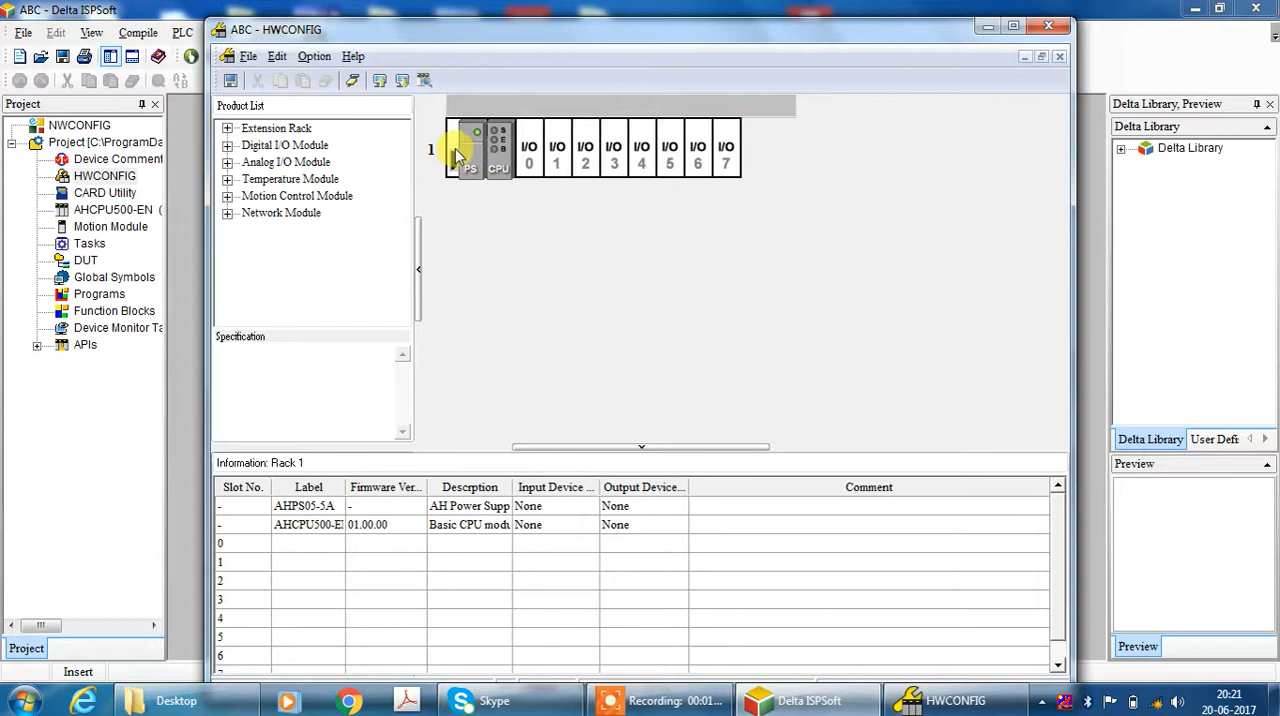 ABC - Delta ISPSoft
File Edit View Compile PLC
Project
NWCONFIG
Project [C:\ProgramDa
Device Comment
HWCONFIG
CARD Utility
AHCPU500-EN (
Motion Module
Tasks
DUT
Global Symbols
Programs
Function Blocks
Device Monitor Ta
APIs
Project
Insert
ABC - HWCONFIG
File Edit Option Help
Product List
Extension Rack
Digital I/O Module
Analog I/O Module
Temperature Module
Motion Control Module
Network Module
Specification
1
PS
S
E
B
CPU
I/O I/O I/O I/O I/O I/O I/O I/O
0 1 2 3 4 5 6 7
Information: Rack 1
Slot No. Label Firmware Ver... Descrption Input Device ... Output Device... Comment
- AHPS05-5A - AH Power Supp None None
- AHCPU500-E 01.00.00 Basic CPU modu None None
0
1
2
3
4
5
6
Delta Library, Preview
Delta Library
Delta Library
Delta Library User Defi
Preview
Preview
Desktop
Skype
Recording: 00:01...
Delta ISPSoft
HWCONFIG
20:21
20-06-2017